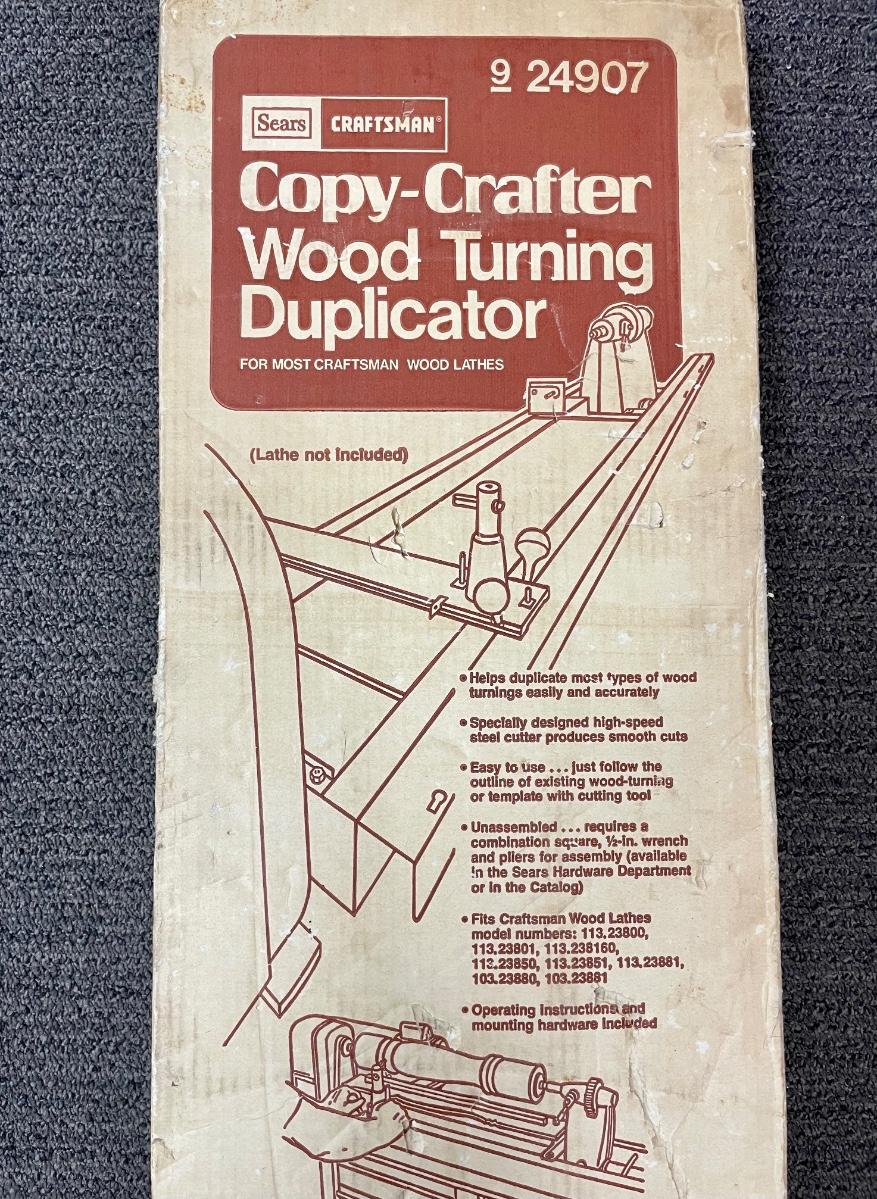 9 24907
Sears CRAFTSMAN®
Copy-Crafter
Wood Turning
Duplicator
FOR MOST CRAFTSMAN WOOD LATHES
(Lathe not included)
• Helps duplicate most types of wood
turnings easily and accurately
• Specially designed high-speed
steel cutter produces smooth cuts
• Easy to use ... just follow the
outline of existing wood-turning
or template with cutting tool
• Unassembled ... requires a
combination square, ½-in. wrench
and pliers for assembly (available
in the Sears Hardware Department
or in the Catalog)
• Fits Craftsman Wood Lathes
model numbers: 113.23800,
113.23801, 113.238160,
113.23850, 113.23851, 113.23881,
103.23880, 103.23881
• Operating instructions and
mounting hardware included